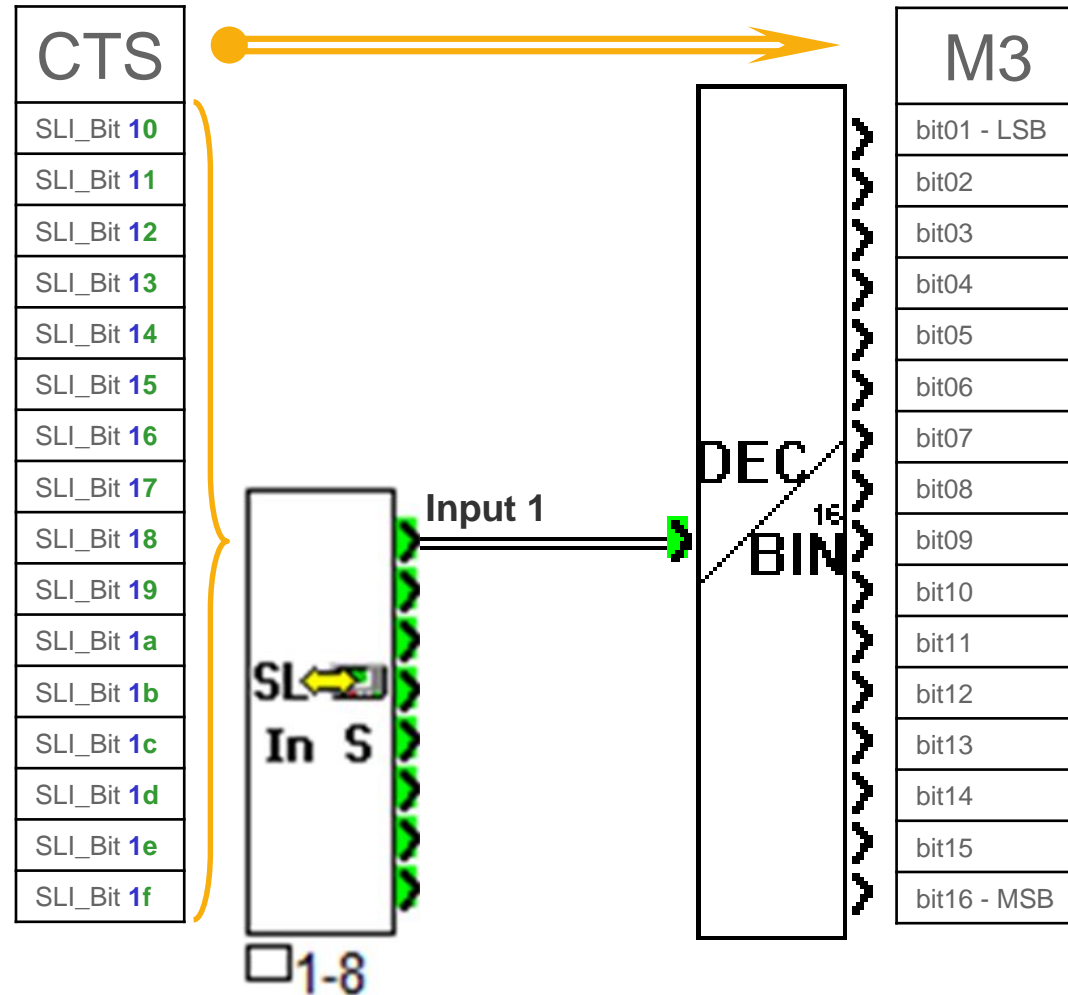 CTS
SLI_Bit 10
SLI_Bit 11
SLI_Bit 12
SLI_Bit 13
SLI_Bit 14
SLI_Bit 15
SLI_Bit 16
SLI_Bit 17
SLI_Bit 18
SLI_Bit 19
SLI_Bit 1a
SLI_Bit 1b
SLI_Bit 1c
SLI_Bit 1d
SLI_Bit 1e
SLI_Bit 1f
SL
In S
1-8
Input 1
DEC
16
BIN
M3
bit01 - LSB
bit02
bit03
bit04
bit05
bit06
bit07
bit08
bit09
bit10
bit11
bit12
bit13
bit14
bit15
bit16 - MSB